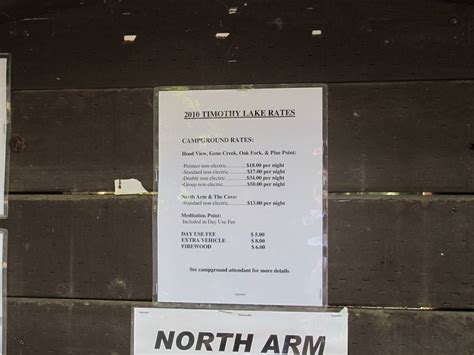 2010 TIMOTHY LAKE RATES
CAMPGROUND RATES:
Hood View, Gone Creek, Oak Fork, & Pine Point:
-Premier non-electric..................$18.00 per night
-Standard non-electric................$17.00 per night
-Double non-electric..................$34.00 per night
-Group non-electric...................$50.00 per night
North Arm & The Cove:
-Standard non-electric................$13.00 per night
Meditation Point:
Included in Day Use Fee
DAY USE FEE $ 5.00
EXTRA VEHICLE $ 8.00
FIREWOOD $ 6.00
See campground attendant for more details
NORTH ARM